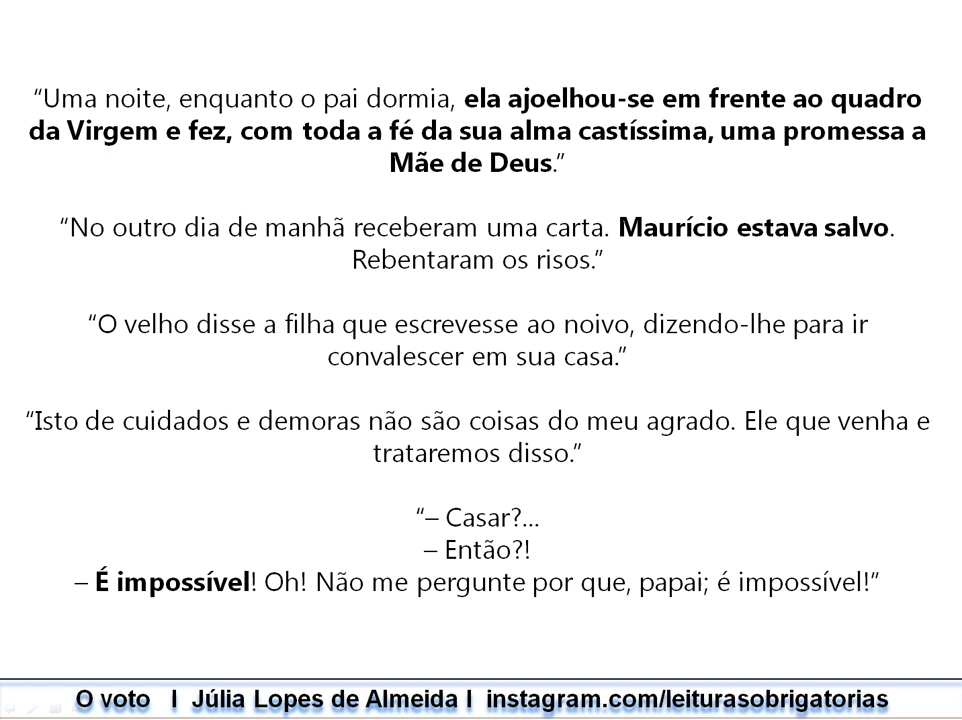 “Uma noite, enquanto o pai dormia, ela ajoelhou-se em frente ao quadro
da Virgem e fez, com toda a fé da sua alma castíssima, uma promessa a
Mãe de Deus.”
“No outro dia de manhã receberam uma carta. Maurício estava salvo.
Rebentaram os risos.”
“O velho disse a filha que escrevesse ao noivo, dizendo-lhe para ir
convalescer em sua casa.”
“Isto de cuidados e demoras não são coisas do meu agrado. Ele que venha e
trataremos disso.”
“– Casar?...
– Então?!
– É impossível! Oh! Não me pergunte por que, papai; é impossível!”
O voto I Júlia Lopes de Almeida I instagram.com/leiturasobrigatorias